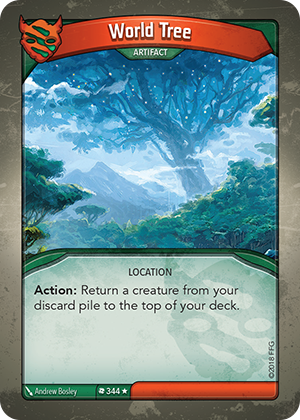 World Tree
ARTIFACT
LOCATION
Action: Return a creature from your
discard pile to the top of your deck.
©2018 FFG
Andrew Bosley
344 ★